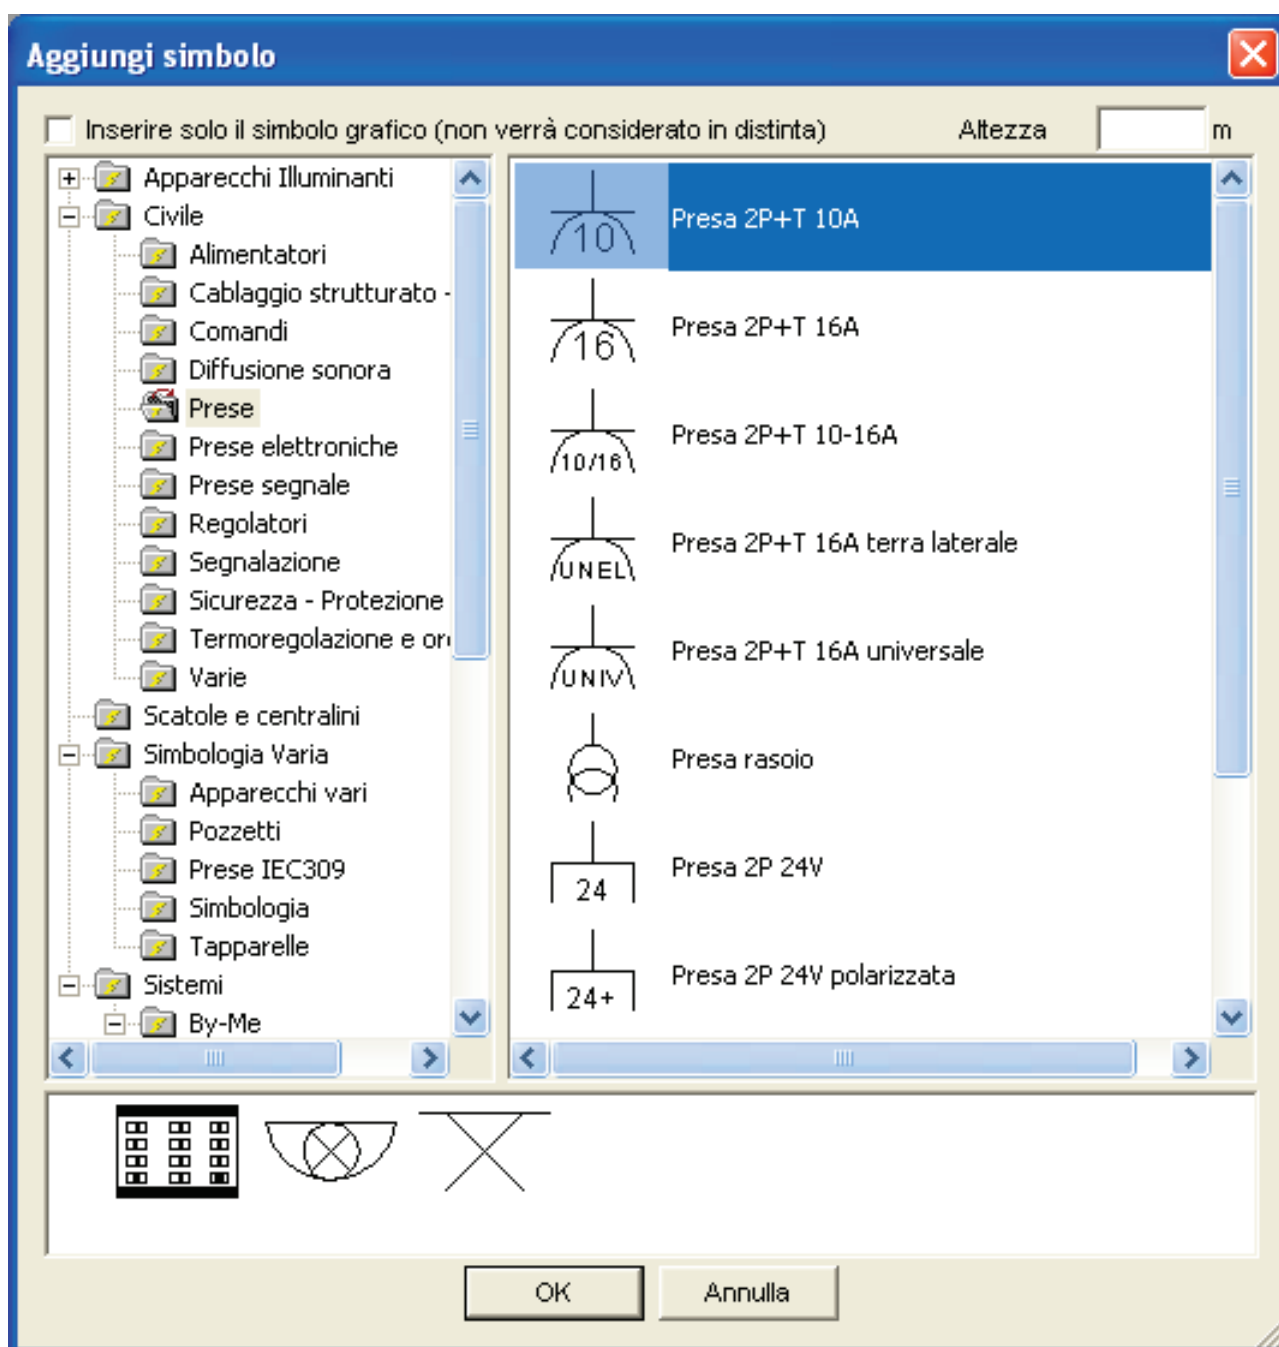 Aggiungi simbolo
Inserire solo il simbolo grafico (non verrà considerato in distinta)
Altezza
m
Apparecchi Illuminanti
Civile
Alimentatori
Cablaggio strutturato -
Comandi
Diffusione sonora
Prese
Prese elettroniche
Prese segnale
Regolatori
Segnalazione
Sicurezza - Protezione
Termoregolazione e oro
Varie
Scatole e centralini
Simbologia Varia
Apparecchi vari
Pozzetti
Prese IEC309
Simbologia
Tapparelle
Sistemi
By-Me
10 Presa 2P+T 10A
16 Presa 2P+T 16A
10/16 Presa 2P+T 10-16A
UNEL Presa 2P+T 16A terra laterale
UNIV Presa 2P+T 16A universale
Presa rasoio
24 Presa 2P 24V
24+ Presa 2P 24V polarizzata
OK
Annulla